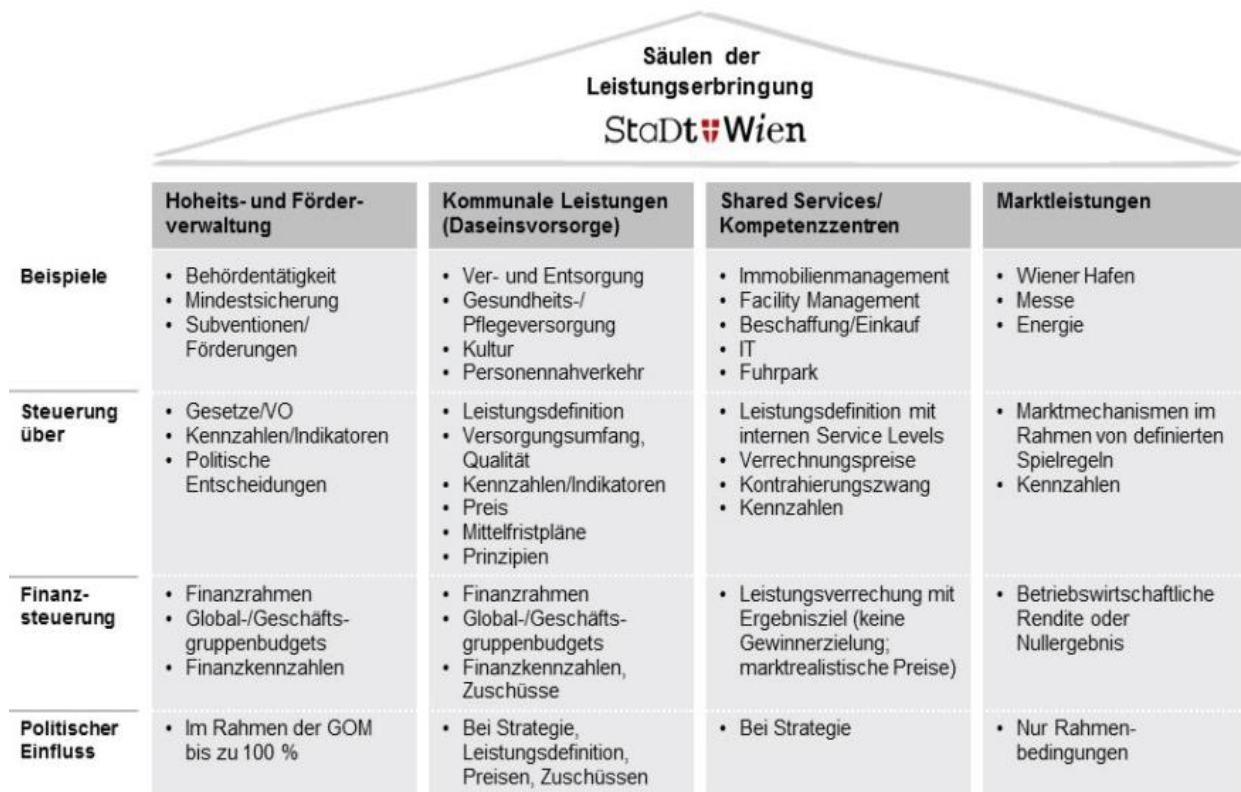 Säulen der
Leistungserbringung
StaDt Wien
Hoheits- und Förder-
verwaltung
Kommunale Leistungen
(Daseinsvorsorge)
Shared Services/
Kompetenzzentren
Marktleistungen
Beispiele
• Behördentätigkeit
• Mindestsicherung
• Subventionen/
Förderungen
• Ver- und Entsorgung
• Gesundheits-/
Pflegeversorgung
• Kultur
• Personennahverkehr
• Immobilienmanagement
• Facility Management
• Beschaffung/Einkauf
• IT
• Fuhrpark
• Wiener Hafen
• Messe
• Energie
Steuerung
über
• Gesetze/VO
• Kennzahlen/Indikatoren
• Politische
Entscheidungen
• Leistungsdefinition
• Versorgungsumfang,
Qualität
• Kennzahlen/Indikatoren
• Preis
• Mittelfristpläne
• Prinzipien
• Leistungsdefinition mit
internen Service Levels
• Verrechnungspreise
• Kontrahierungszwang
• Kennzahlen
• Marktmechanismen im
Rahmen von definierten
Spielregeln
• Kennzahlen
Finanz-
steuerung
• Finanzrahmen
• Global-/Geschäfts-
gruppenbudgets
• Finanzkennzahlen
• Finanzrahmen
• Global-/Geschäfts-
gruppenbudgets
• Finanzkennzahlen,
Zuschüsse
• Leistungsverrechung mit
Ergebnisziel (keine
Gewinnerzielung;
marktrealistische Preise)
• Betriebswirtschaftliche
Rendite oder
Nullergebnis
Politischer
Einfluss
• Im Rahmen der GOM
bis zu 100 %
• Bei Strategie,
Leistungsdefinition,
Preisen, Zuschüssen
• Bei Strategie
• Nur Rahmen-
bedingungen